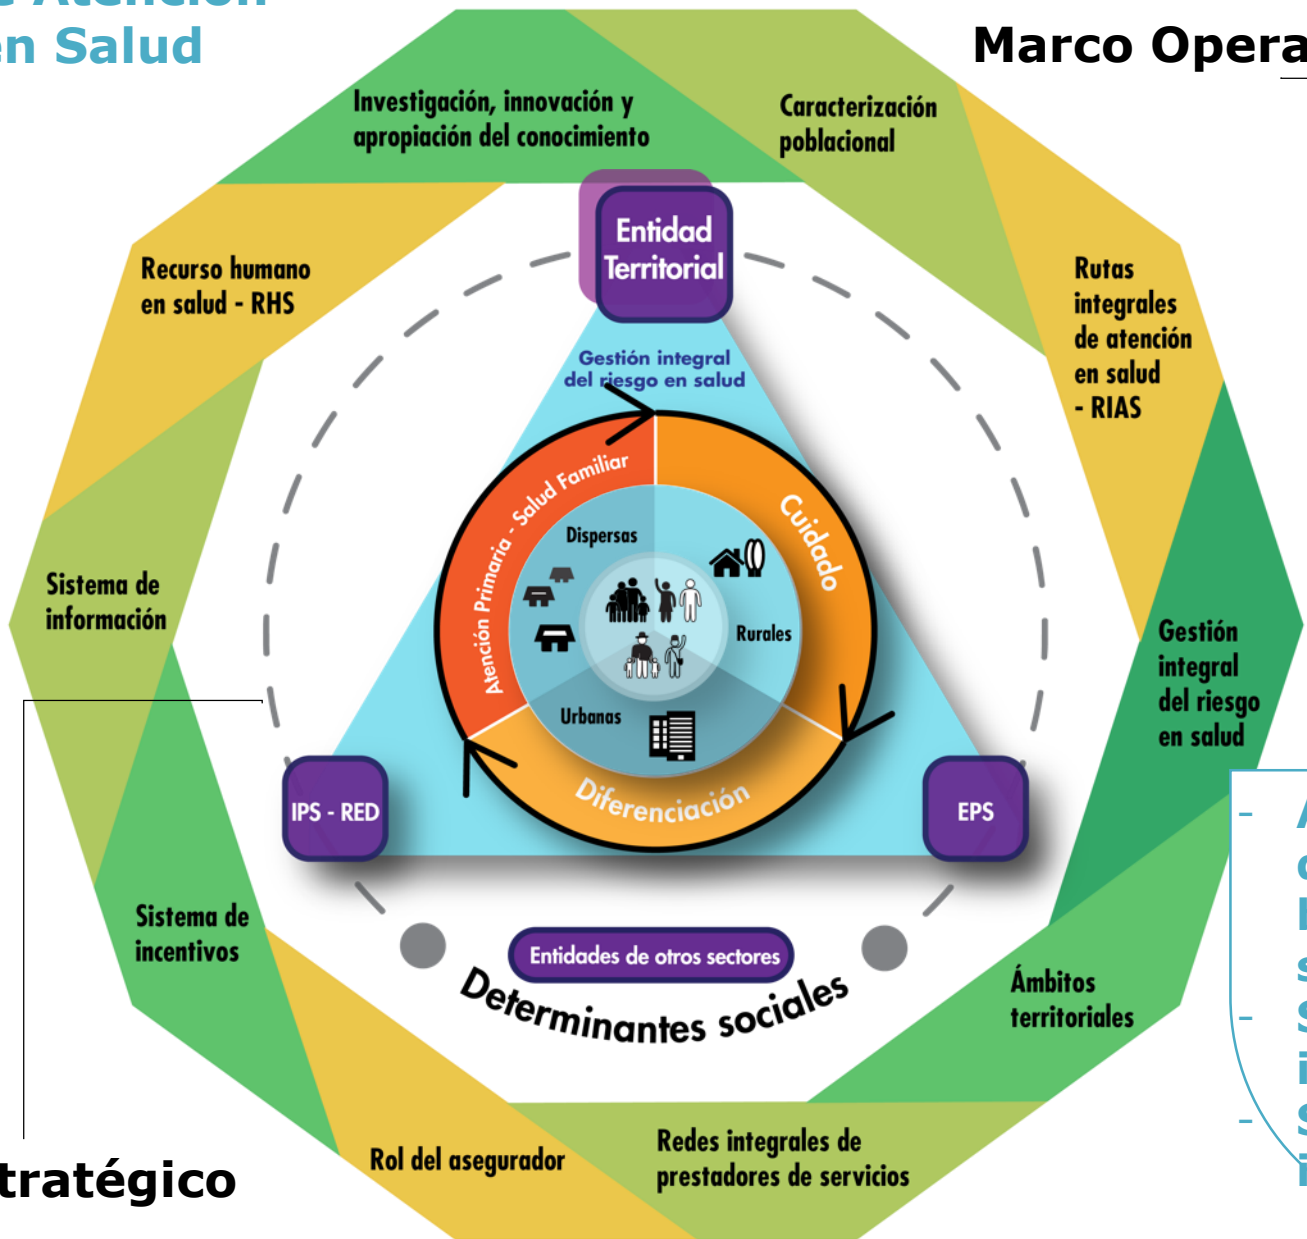 Atención
en Salud
Marco Opera
Investigación, innovación y
apropiación del conocimiento
Caracterización
poblacional
Entidad
Territorial
Recurso humano
en salud - RHS
Rutas
integrales
de atención
en salud
- RIAS
Gestión integral
del riesgo en salud
Atención Primaria - Salud Familiar
Cuidado
Dispersas
Rurales
Urbanas
Diferenciación
Sistema de
información
Gestión
integral
del riesgo
en salud
IPS - RED
EPS
Sistema de
incentivos
Entidades de otros sectores
Determinantes sociales
Ámbitos
territoriales
Rol del asegurador
Redes integrales de
prestadores de servicios
tratégico